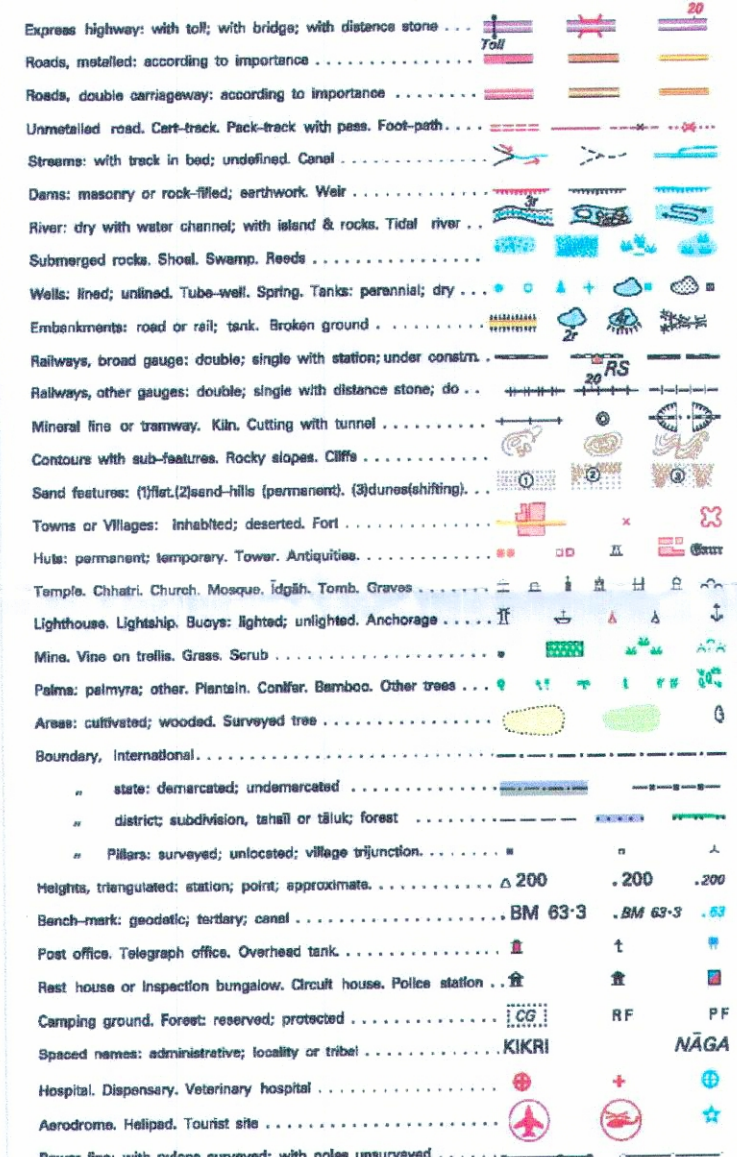 20
Express highway: with toll; with bridge; with distance stone ...
Toll
Roads, metalled: according to importance ..............
Roads, double carriageway: according to importance ........
Unmetalled road. Cart-track. Pack-track with pass. Foot-path....
Streams: with track in bed; undefined. Canal ..............
Dams: masonry or rock-filled; earthwork. Weir .............
River: dry with water channel; with island & rocks. Tidal river .. 3r
Submerged rocks. Shoal. Swamp. Reeds .................
Wells: lined; unlined. Tube-well. Spring. Tanks: perennial; dry ...
Embankments: road or rail; tank. Broken ground .......... 2r 4r
Railways, broad gauge: double; single with station; under constrn. . RS
Railways, other gauges: double; single with distance stone; do .. 20
Mineral line or tramway. Kiln. Cutting with tunnel ..........
Contours with sub-features. Rocky slopes. Cliffs ............
Sand features: (1)flat.(2)sand-hills (permanent). (3)dunes(shifting). .. 1 2 3
Towns or Villages: inhabited; deserted. Fort ..............
Huts: permanent; temporary. Tower. Antiquities............. Gaur
Temple. Chhatri. Church. Mosque. Īdgāh. Tomb. Graves .......
Lighthouse. Lightship. Buoys: lighted; unlighted. Anchorage .....
Mine. Vine on trellis. Grass. Scrub .....................
Palms: palmyra; other. Plantain. Conifer. Bamboo. Other trees ...
Areas: cultivated; wooded. Surveyed tree ................
Boundary, international............................
„ state: demarcated; undemarcated ..............
„ district; subdivision, tahsīl or tāluk; forest ........
„ Pillars: surveyed; unlocated; village trijunction........
Heights, triangulated: station; point; approximate............ 200 .200 .200
Bench-mark: geodetic; tertiary; canal .................. . BM 63·3 . BM 63·3 . 63
Post office. Telegraph office. Overhead tank............... t
Rest house or Inspection bungalow. Circuit house. Police station ..
Camping ground. Forest: reserved; protected ............. CG RF PF
Spaced names: administrative; locality or tribal ............ KIKRI NĀGA
Hospital. Dispensary. Veterinary hospital ................
Aerodrome. Helipad. Tourist site ......................
Power line: with pylons surveyed; with poles unsurveyed ......